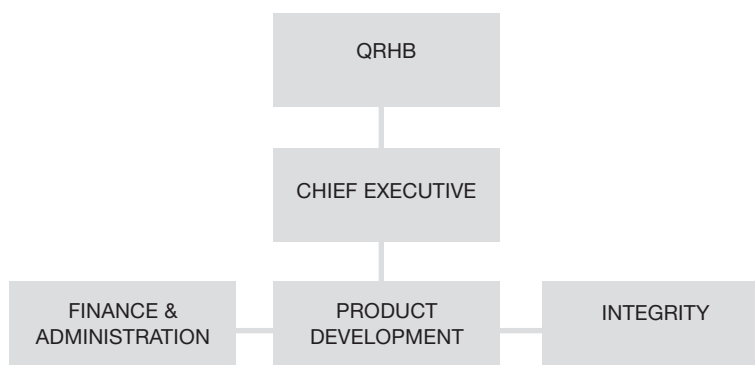 QRHB
CHIEF EXECUTIVE
FINANCE &
ADMINISTRATION
PRODUCT
DEVELOPMENT
INTEGRITY